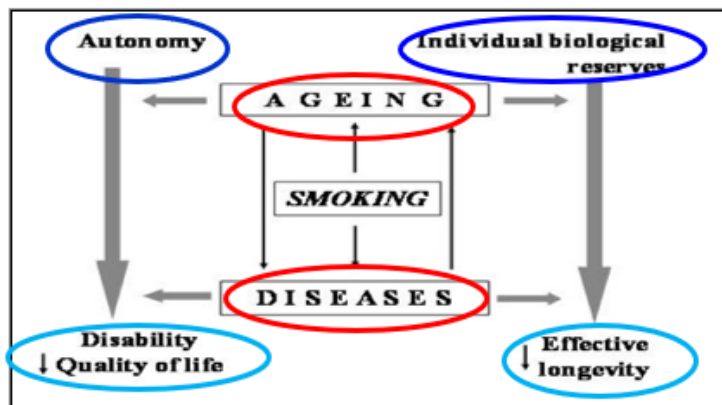 Autonomy
Individual biological
reserves
A G E I N G
SMOKING
D I S E A S E S
Disability
↓ Quality of life
↓ Effective
longevity